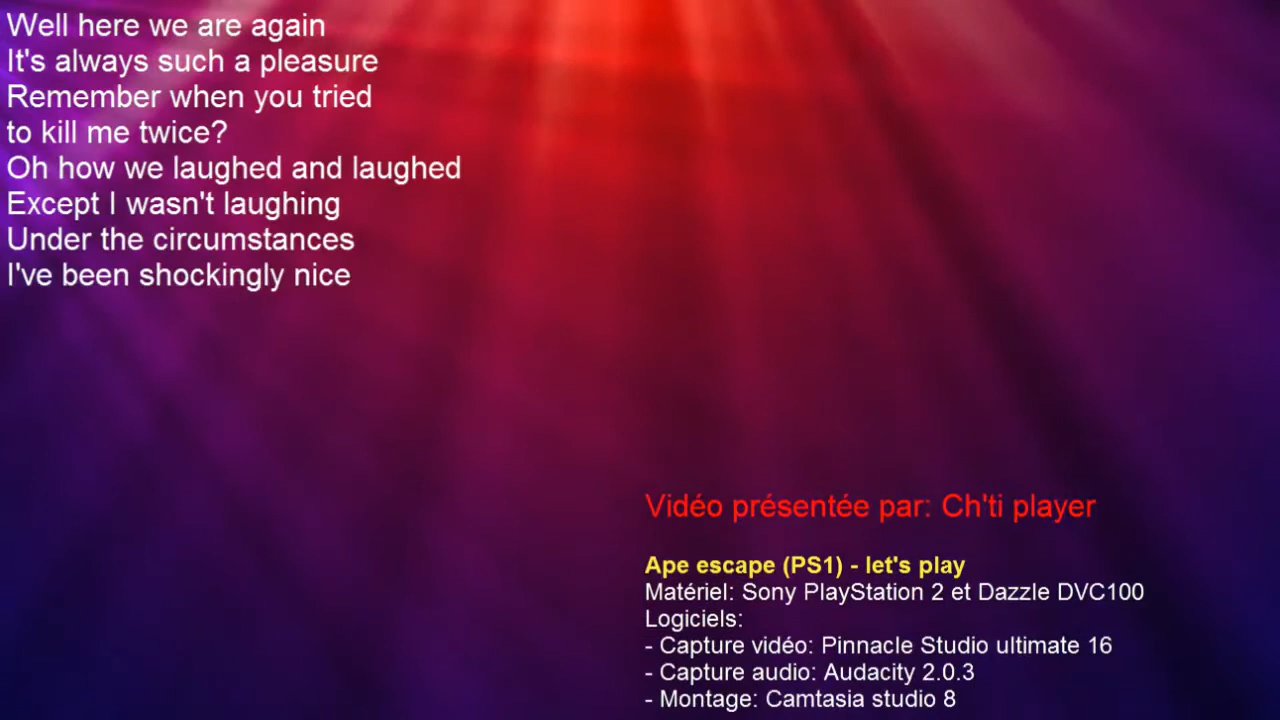 Well here we are again
It's always such a pleasure
Remember when you tried
to kill me twice?
Oh how we laughed and laughed
Except I wasn't laughing
Under the circumstances
I've been shockingly nice
Vidéo présentée par: Ch'ti player
Ape escape (PS1) - let's play
Matériel: Sony PlayStation 2 et Dazzle DVC100
Logiciels:
- Capture vidéo: Pinnacle Studio ultimate 16
- Capture audio: Audacity 2.0.3
- Montage: Camtasia studio 8